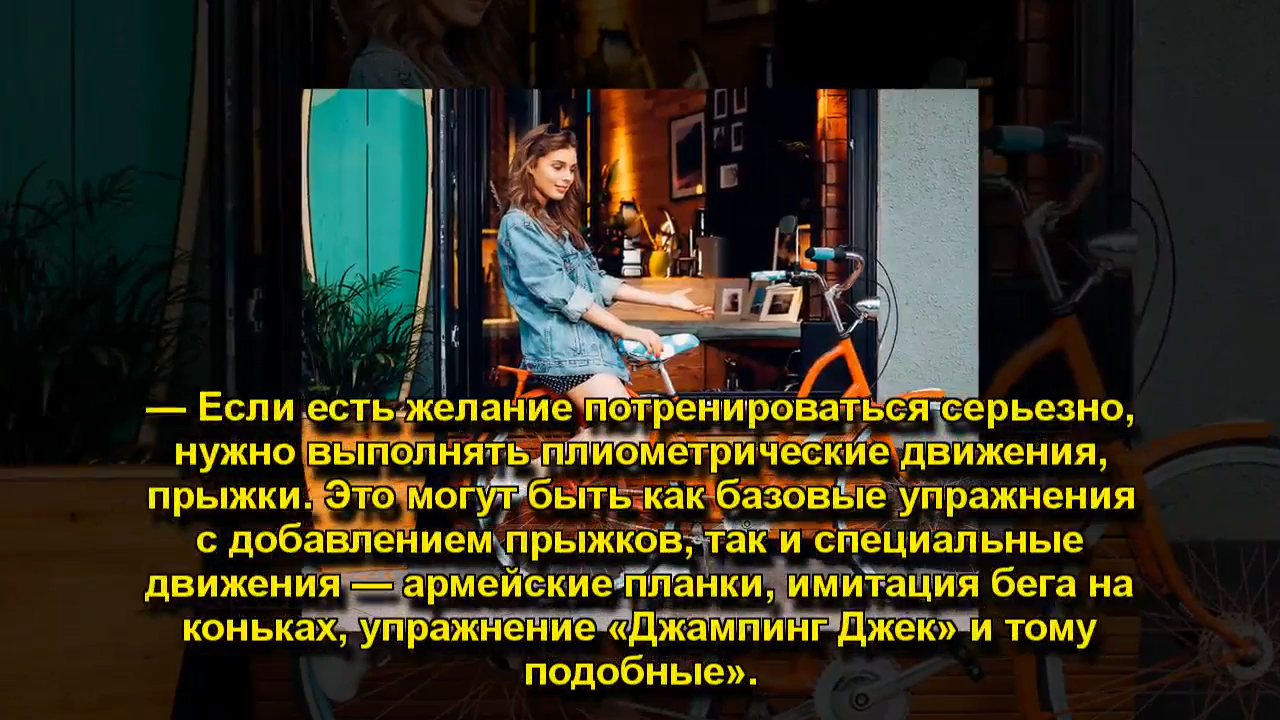 — Если есть желание потренироваться серьезно,
нужно выполнять плиометрические движения,
прыжки. Это могут быть как базовые упражнения
с добавлением прыжков, так и специальные
движения — армейские планки, имитация бега на
коньках, упражнение «Джампинг Джек» и тому
подобные».